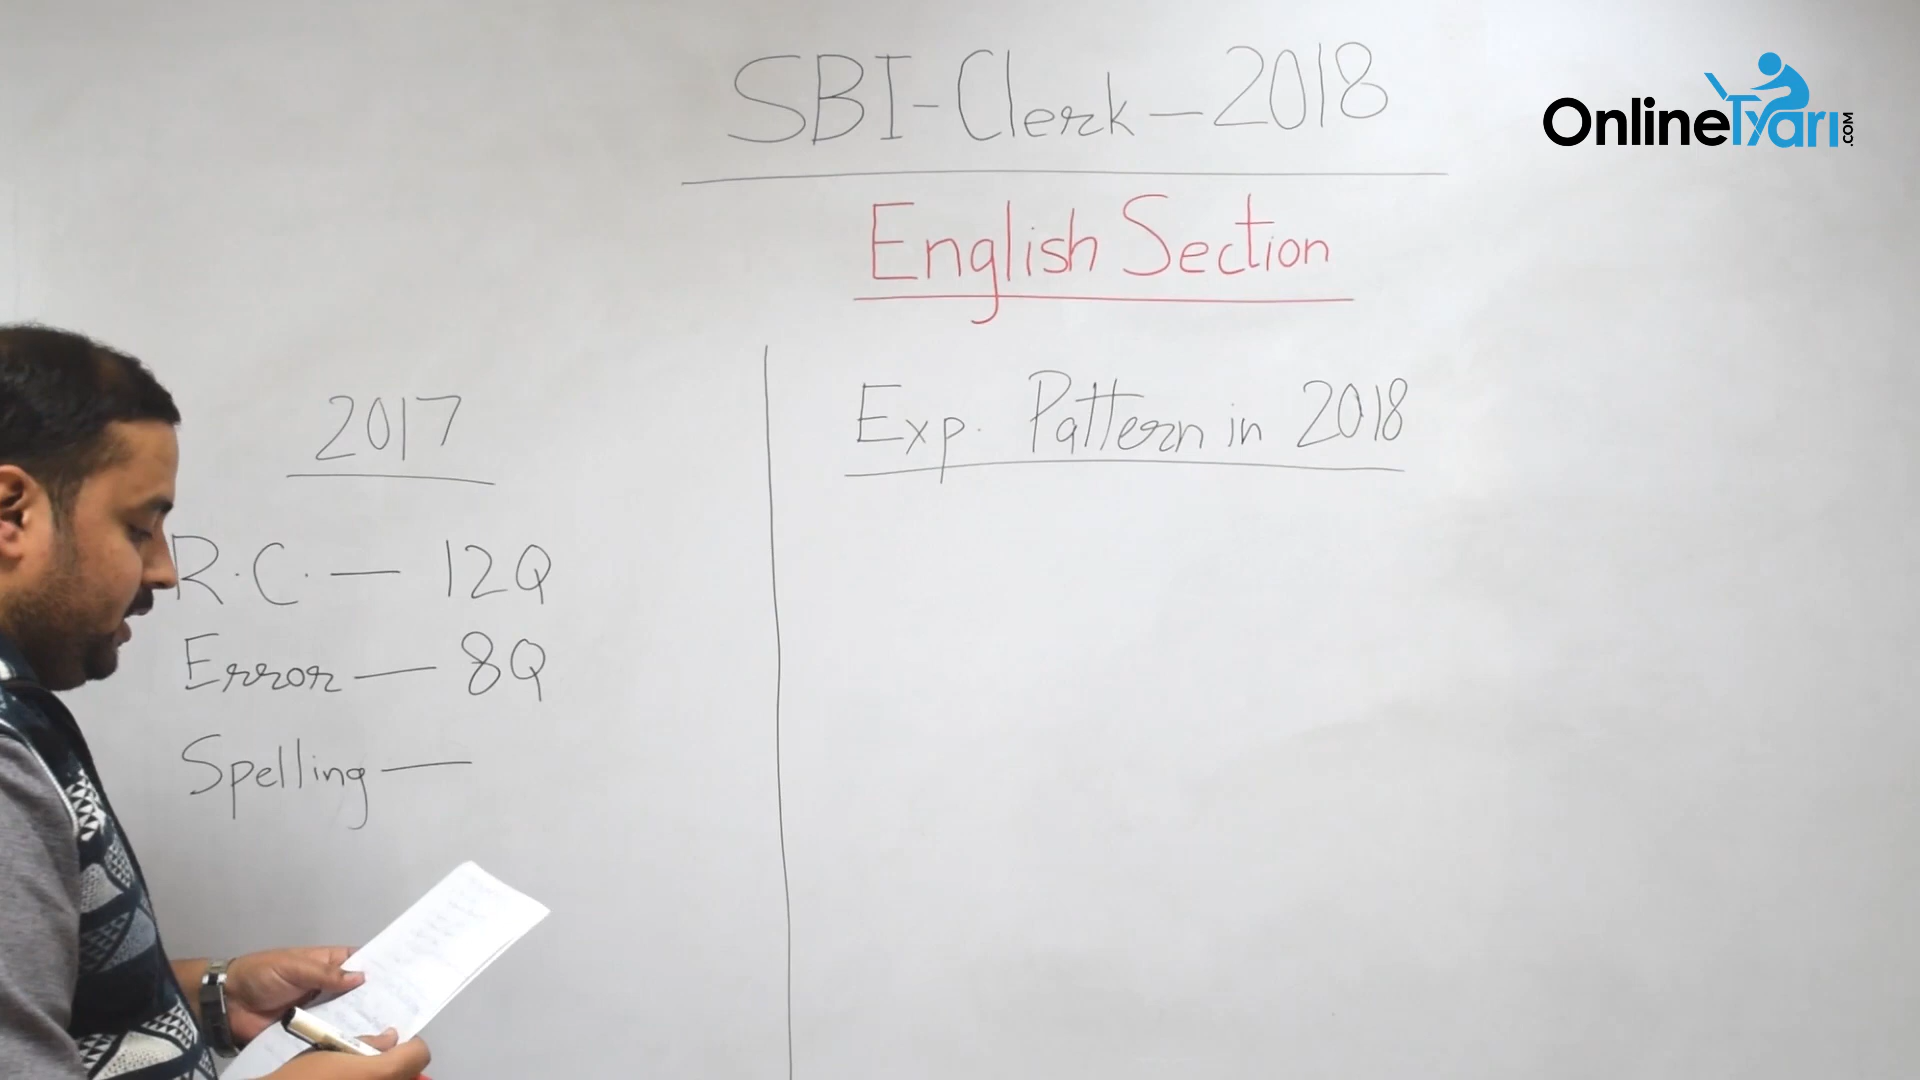 SBI-Clerk-2018
OnlineTyari.COM
English Section
2017
R.C. — 12Q
Error — 8Q
Spelling —
Exp. Pattern in 2018